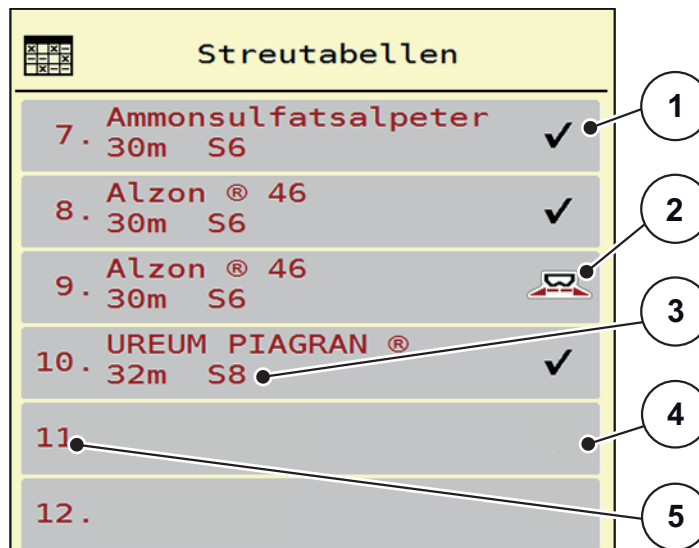 Streutabellen
7. Ammonsulfatsalpeter
30m S6
8. Alzon ® 46
30m S6
9. Alzon ® 46
30m S6
10. UREUM PIAGRAN ®
32m S8
11
12.
1
2
3
4
5